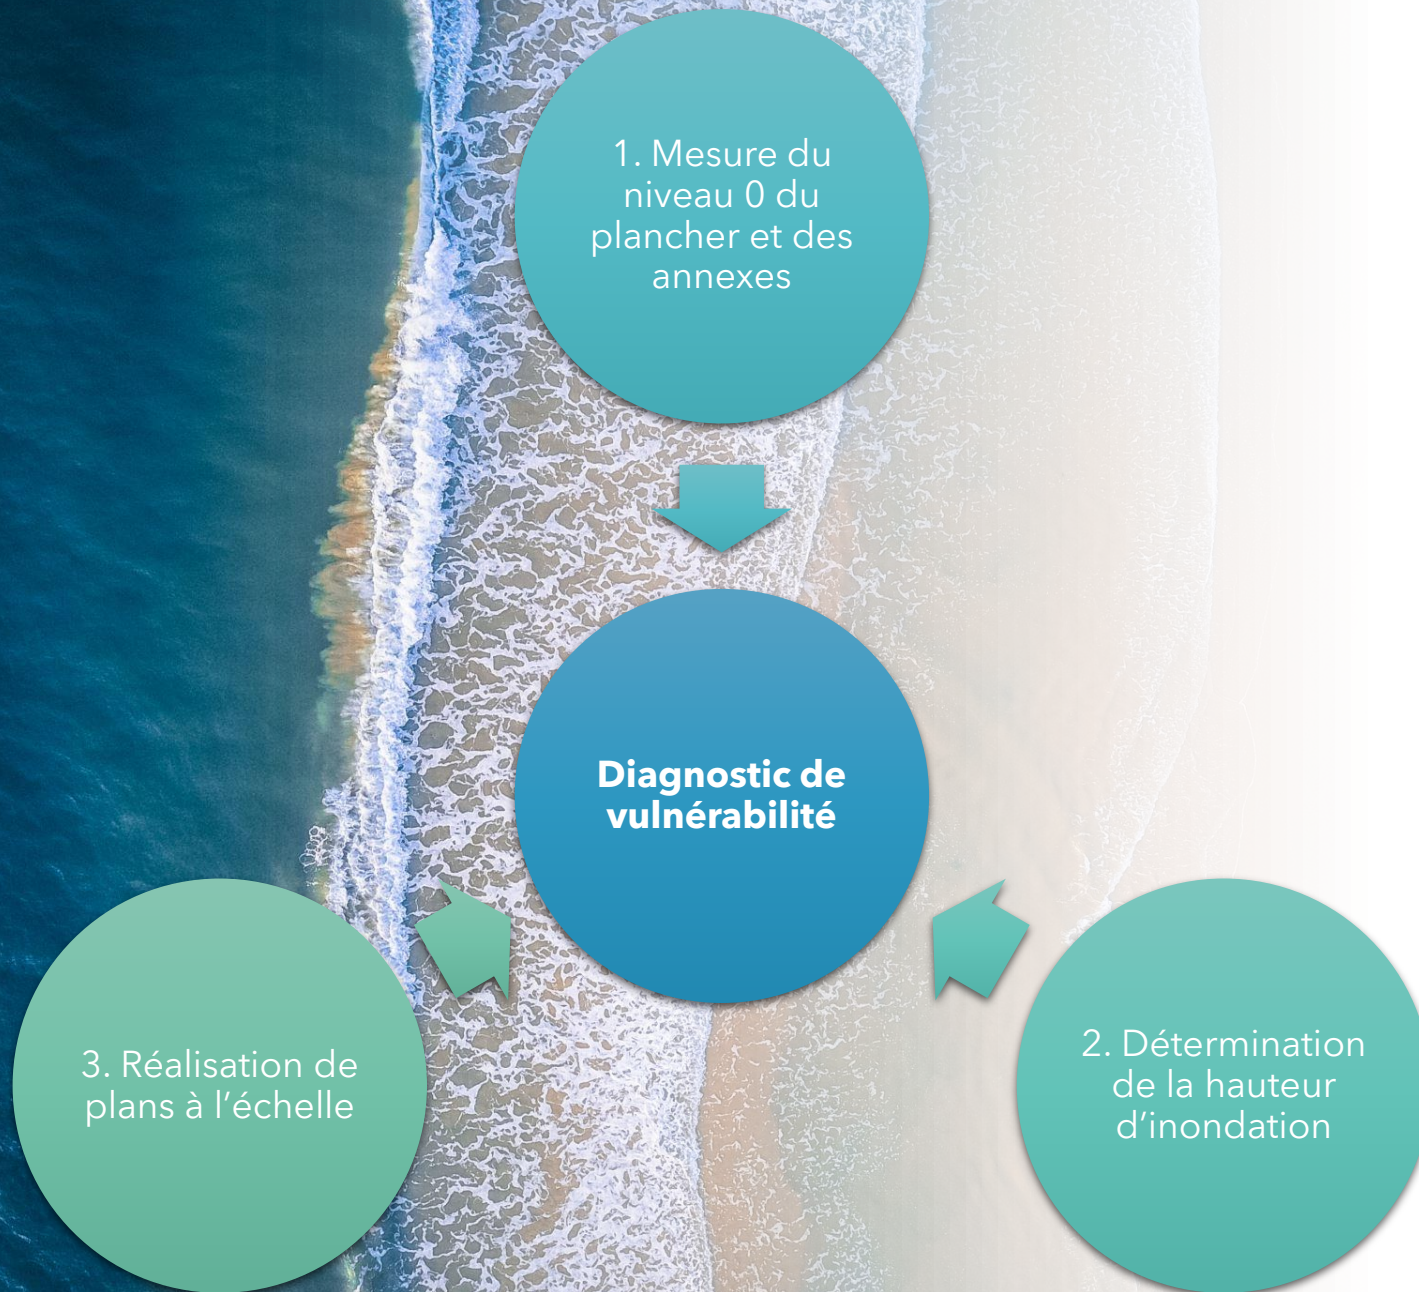 1. Mesure du
niveau 0 du
plancher et des
annexes
Diagnostic de
vulnérabilité
2. Détermination
de la hauteur
d’inondation
3. Réalisation de
plans à l’échelle